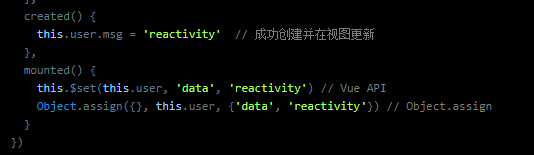 },
created() {
this.user.msg = 'reactivity'  // 成功创建并在视图更新
},
mounted() {
this.$set(this.user, 'data', 'reactivity') // Vue API
Object.assign({}, this.user, {'data', 'reactivity'}) // Object.assign
}
})